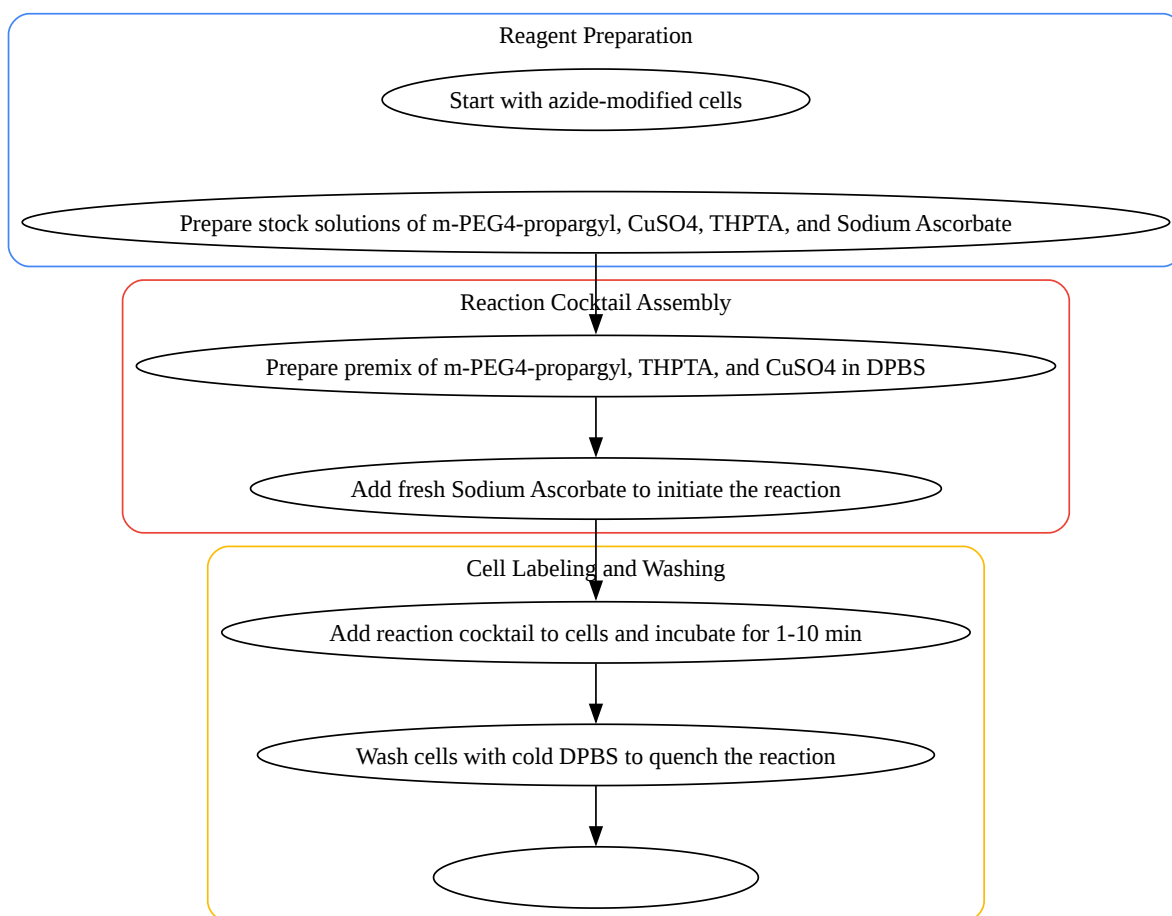 Reagent Preparation
Start with azide-modified cells
Prepare stock solutions of m-PEG4-propargyl, CuSO4, THPTA, and Sodium Ascorbate
Reaction Cocktail Assembly
Prepare premix of m-PEG4-propargyl, THPTA, and CuSO4 in DPBS
Add fresh Sodium Ascorbate to initiate the reaction
Cell Labeling and Washing
Add reaction cocktail to cells and incubate for 1-10 min
Wash cells with cold DPBS to quench the reaction